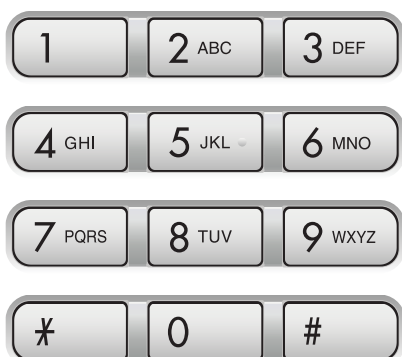 1 2 ABC 3 DEF
4 GHI 5 JKL 6 MNO
7 PQRS 8 TUV 9 WXYZ
* 0 #